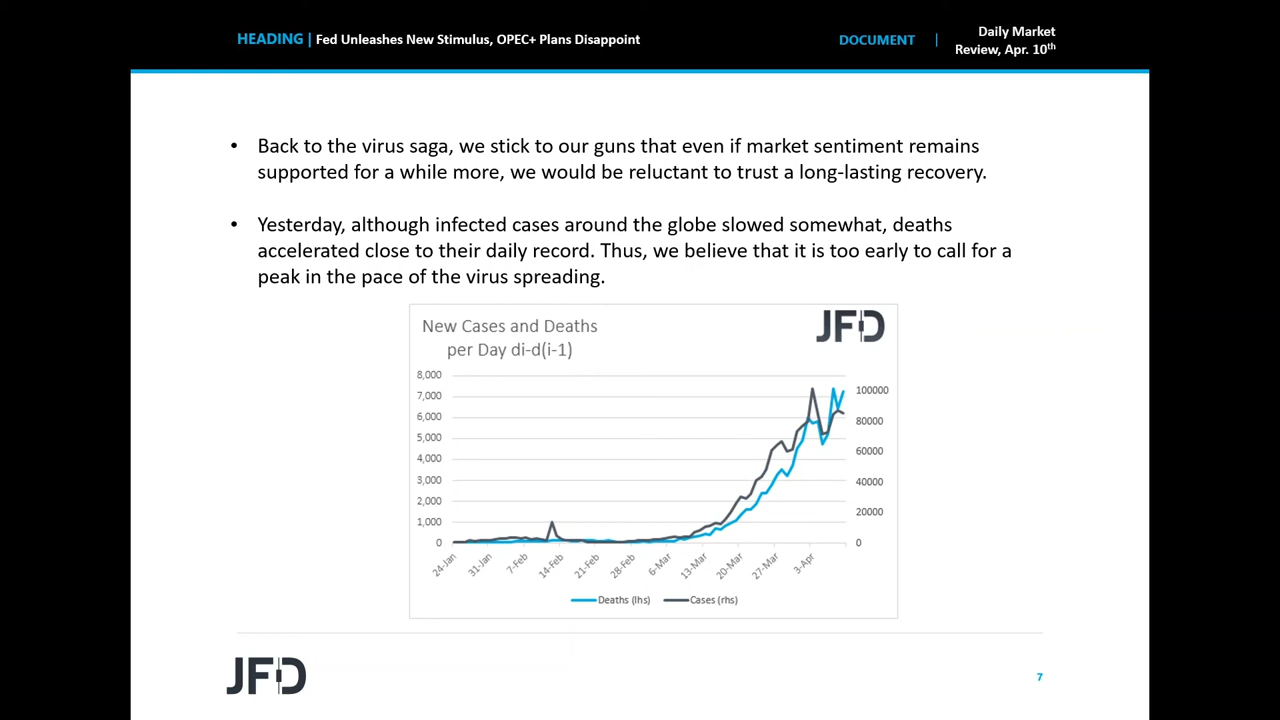 HEADING | Fed Unleashes New Stimulus, OPEC+ Plans Disappoint
DOCUMENT | Daily Market
Review, Apr. 10th
• Back to the virus saga, we stick to our guns that even if market sentiment remains
supported for a while more, we would be reluctant to trust a long-lasting recovery.
• Yesterday, although infected cases around the globe slowed somewhat, deaths
accelerated close to their daily record. Thus, we believe that it is too early to call for a
peak in the pace of the virus spreading.
New Cases and Deaths
per Day di-d(i-1)
JFD
8,000
7,000
6,000
5,000
4,000
3,000
2,000
1,000
0
100000
80000
60000
40000
20000
0
24-Jan
31-Jan
7-Feb
14-Feb
21-Feb
28-Feb
6-Mar
13-Mar
20-Mar
27-Mar
3-Apr
Deaths (lhs) Cases (rhs)
JFD
7